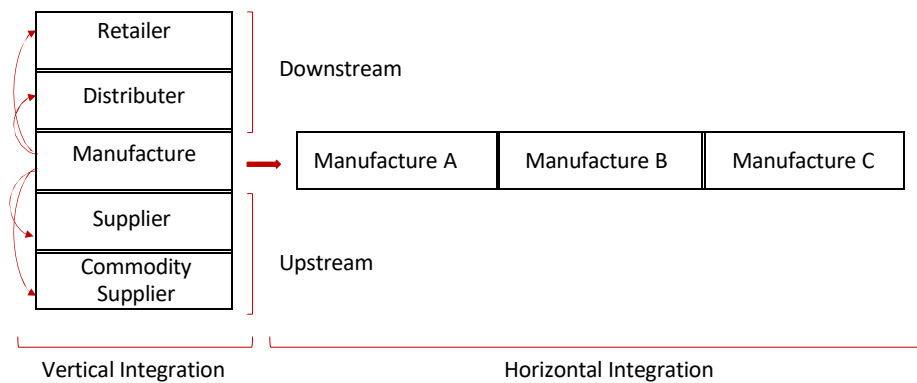 Retailer
Downstream
Distributer
Manufacture
Manufacture A
Manufacture B
Manufacture C
Supplier
Upstream
Commodity
Supplier
Vertical Integration
Horizontal Integration